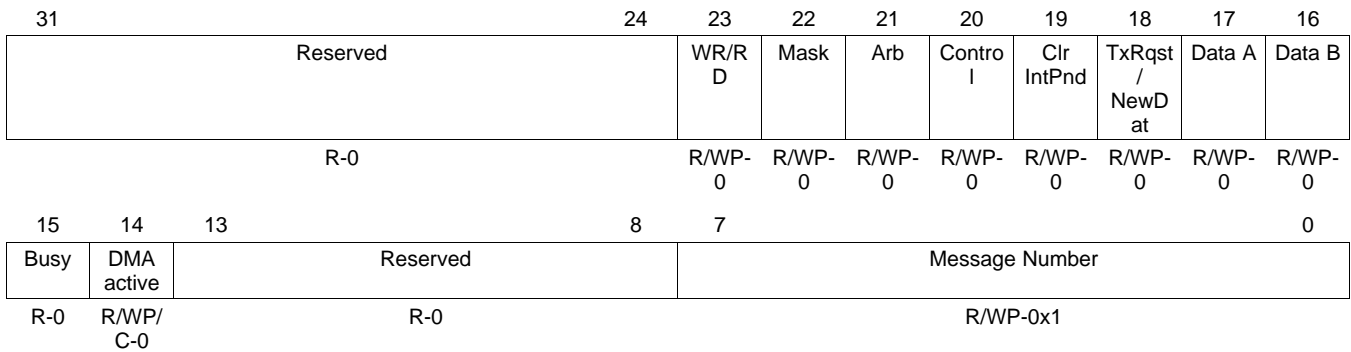 31 24 23 22 21 20 19 18 17 16
Reserved WR/R Mask Arb Contro Clr TxRqst Data A Data B
D l IntPnd /
NewD
at
R-0 R/WP- R/WP- R/WP- R/WP- R/WP- R/WP- R/WP- R/WP-
0 0 0 0 0 0 0 0
15 14 13 8 7 0
Busy DMA Reserved Message Number
active
R-0 R/WP/ R-0 R/WP-0x1
C-0